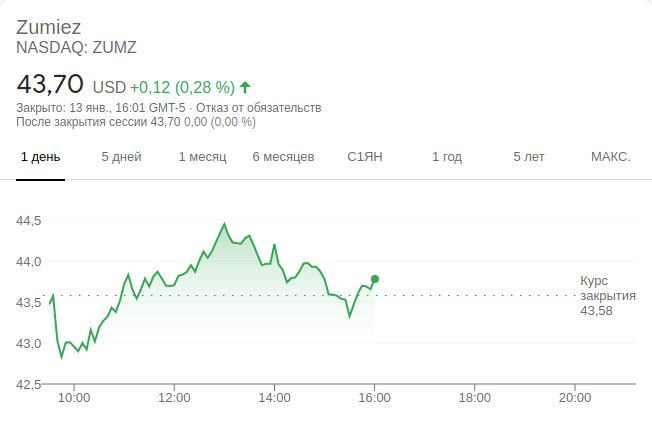 Zumiez
NASDAQ: ZUMZ
43,70 USD +0,12 (0,28 %)
Закрыто: 13 янв., 16:01 GMT-5 · Отказ от обязательств
После закрытия сессии 43,70 0,00 (0,00 %)
1 день 5 дней 1 месяц 6 месяцев С1ЯН 1 год 5 лет МАКС.
44,5
44,0
43,5
43,0
42,5
Курс
закрытия
43,58
10:00 12:00 14:00 16:00 18:00 20:00